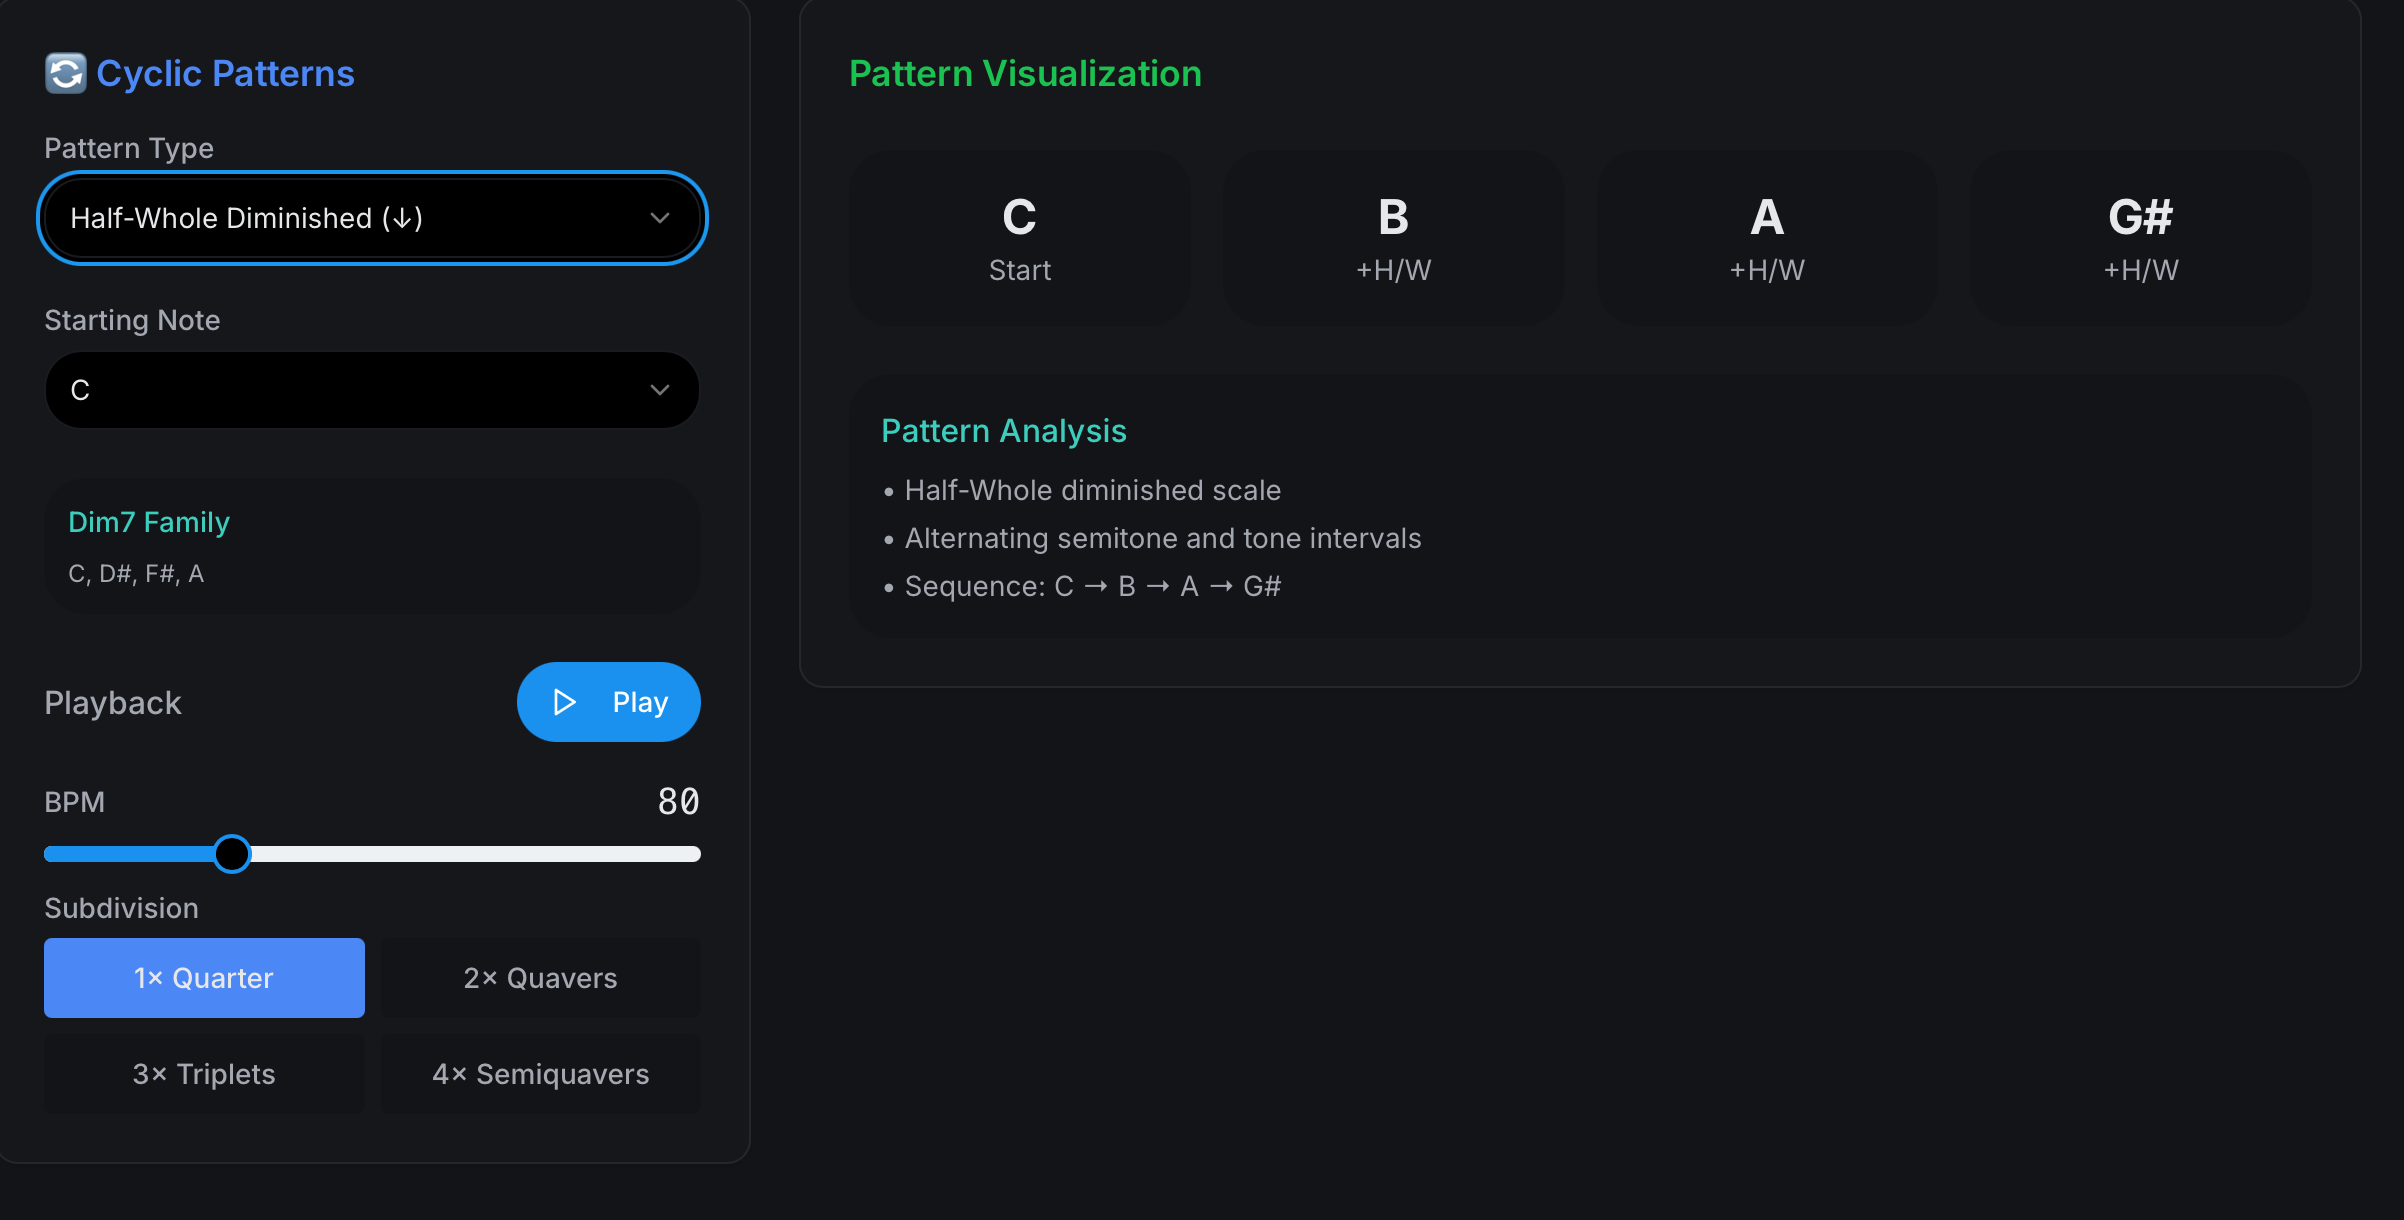 Cyclic Patterns
Pattern Type
Half-Whole Diminished (↓)
Starting Note
C
Dim7 Family
C, D#, F#, A
Playback
Play
BPM
80
Subdivision
1× Quarter
2× Quavers
3× Triplets
4× Semiquavers
Pattern Visualization
C
Start
B
+H/W
A
+H/W
G#
+H/W
Pattern Analysis
• Half-Whole diminished scale
• Alternating semitone and tone intervals
• Sequence: C → B → A → G#